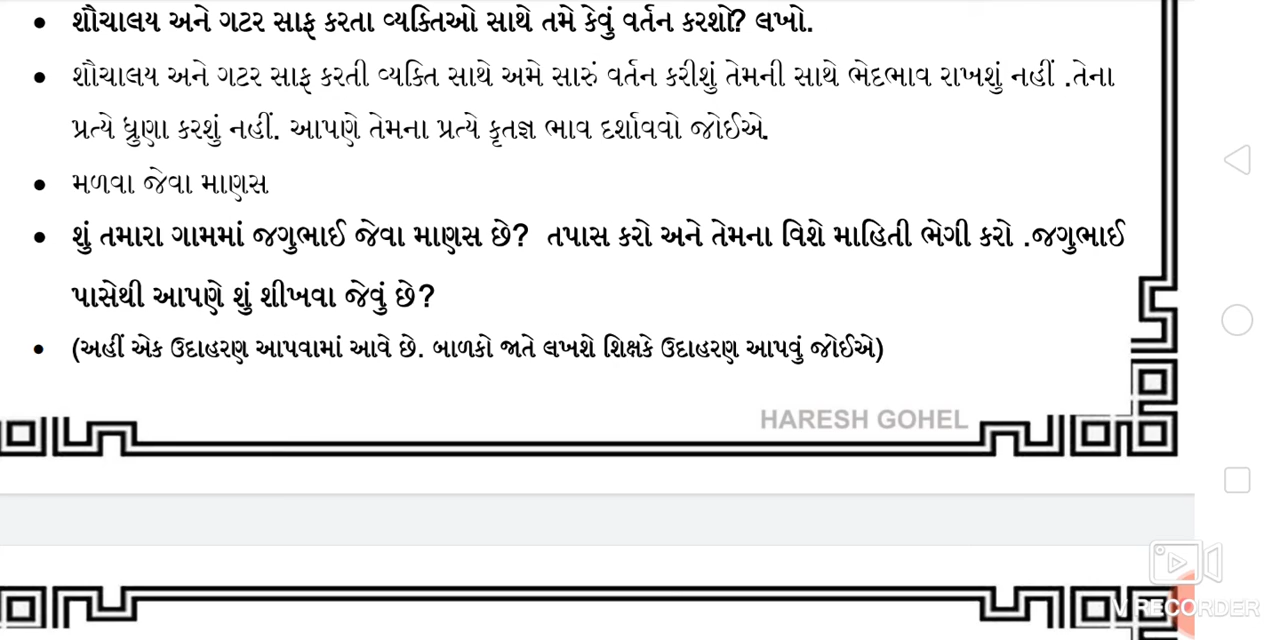 • શૌચાલય અને ગટર સાફ કરતા વ્યક્તિઓ સાથે તમે કેવું વર્તન કરશો? લખો.
• શૌચાલય અને ગટર સાફ કરતી વ્યક્તિ સાથે અમે સારું વર્તન કરીશું તેમની સાથે ભેદભાવ રાખશું નહીં .તેના
પ્રત્યે ધ્રુણા કરશું નહીં. આપણે તેમના પ્રત્યે કૃતજ્ઞ ભાવ દર્શાવવો જોઈએ.
• મળવા જેવા માણસ
• શું તમારા ગામમાં જગુભાઈ જેવા માણસ છે? તપાસ કરો અને તેમના વિશે માહિતી ભેગી કરો .જગુભાઈ
પાસેથી આપણે શું શીખવા જેવું છે?
• (અહીં એક ઉદાહરણ આપવામાં આવે છે. બાળકો જાતે લખશે શિક્ષકે ઉદાહરણ આપવું જોઈએ)
HARESH GOHEL
V RECORDER